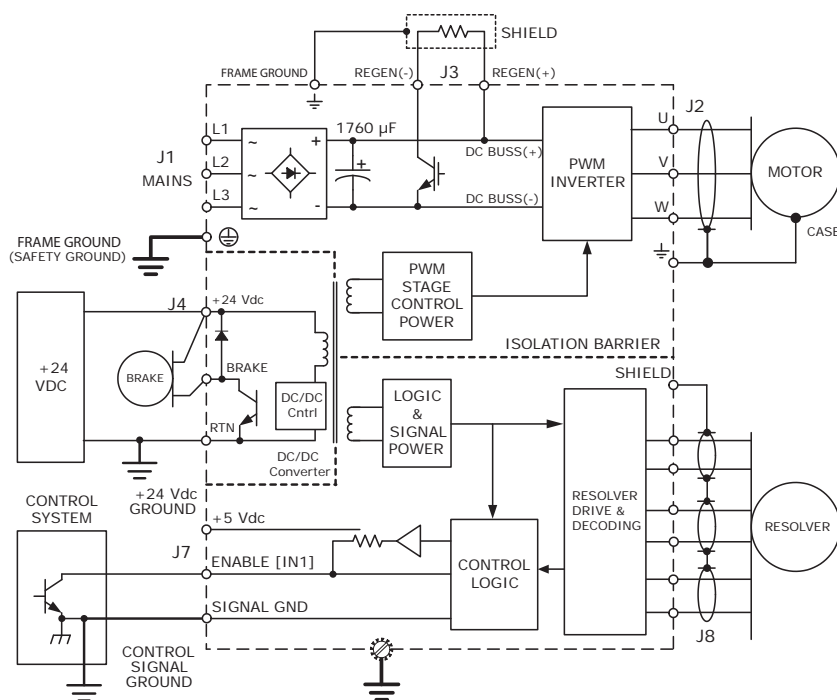 SHIELD
FRAME GROUND
REGEN(-)
J3
REGEN(+)
J1
MAINS
L1
L2
L3
~
~
~
+
-
1760 µF
+
DC BUSS(+)
DC BUSS(-)
PWM
INVERTER
U
V
W
J2
MOTOR
CASE
FRAME GROUND
(SAFETY GROUND)
+24
VDC
J4
+24 Vdc
BRAKE
BRAKE
RTN
DC/DC
Cntrl
DC/DC
Converter
PWM
STAGE
CONTROL
POWER
ISOLATION BARRIER
LOGIC
&
SIGNAL
POWER
SHIELD
RESOLVER
DRIVE &
DECODING
RESOLVER
J8
+24 Vdc
GROUND
CONTROL
SYSTEM
+5 Vdc
J7
ENABLE [IN1]
SIGNAL GND
CONTROL
LOGIC
CONTROL
SIGNAL
GROUND